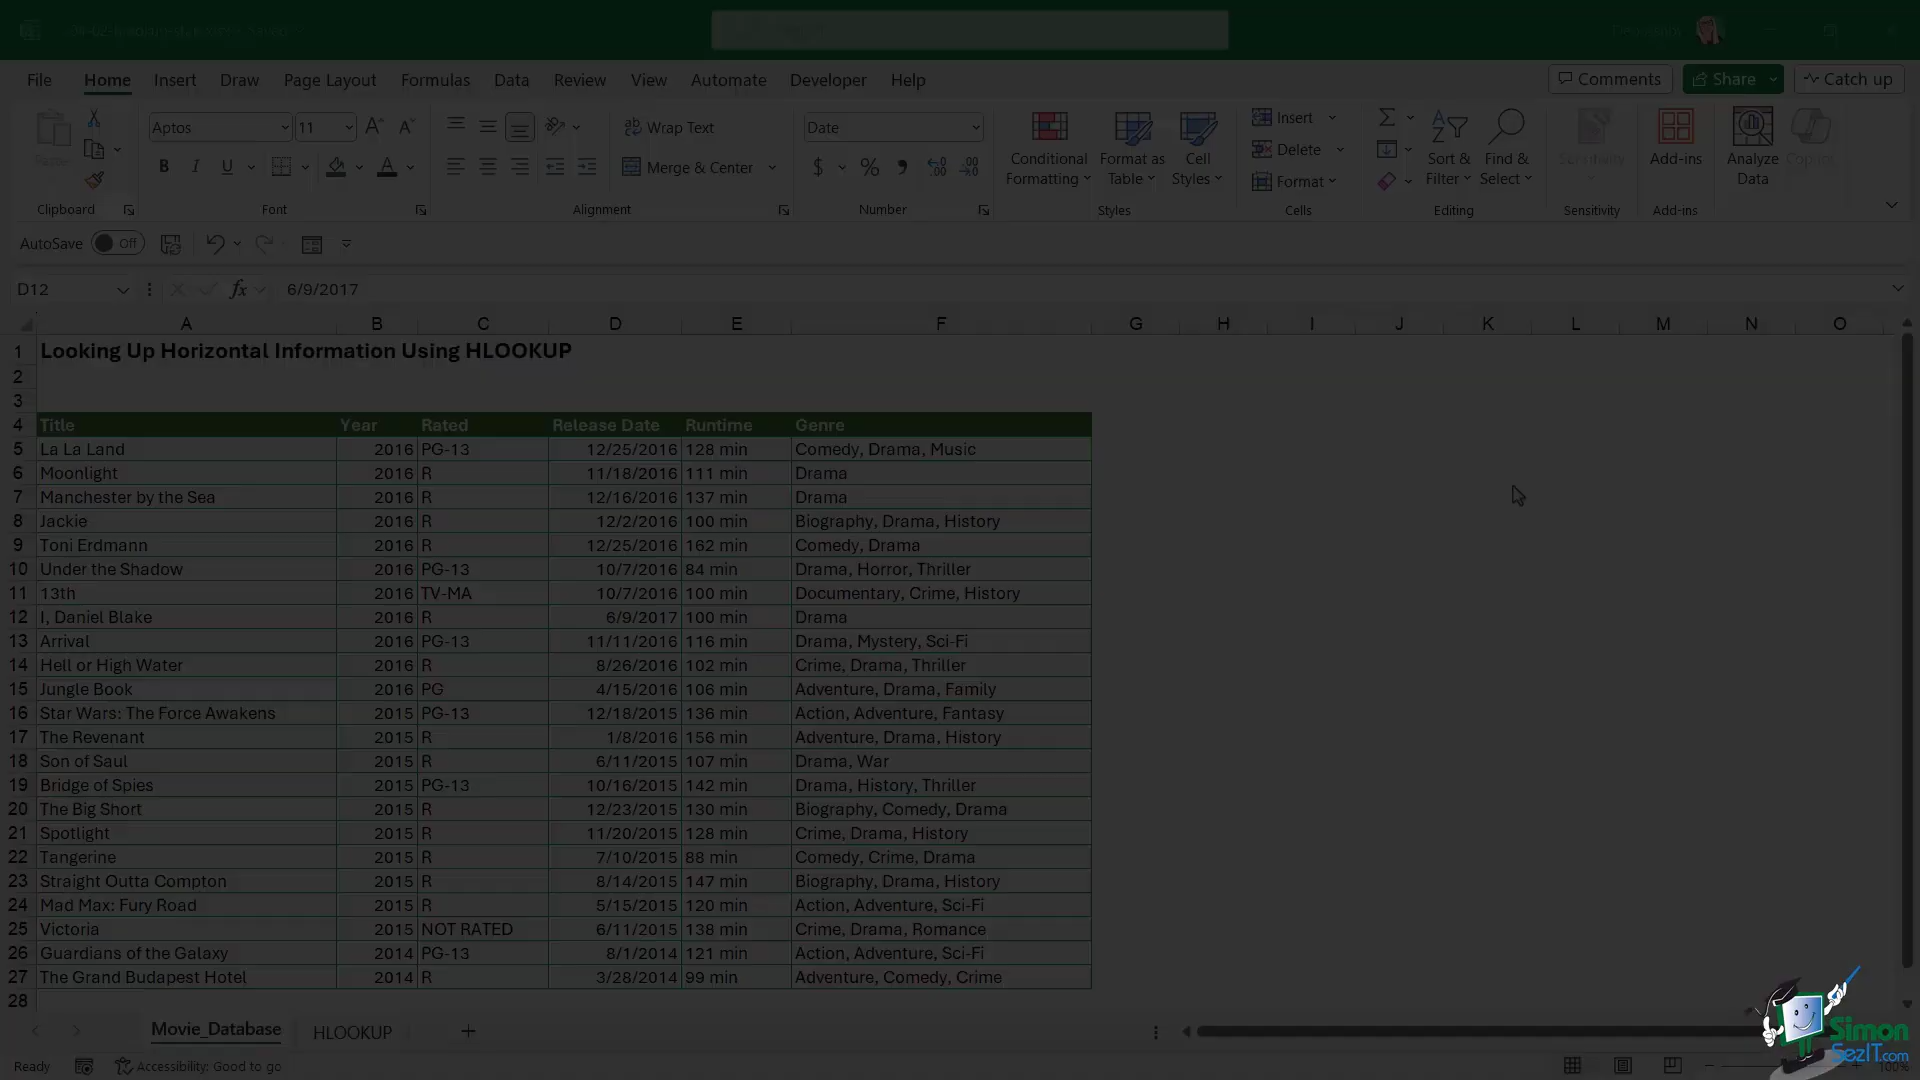 File Home Insert Draw Page Layout Formulas Data Review View Automate Developer Help Comments Share Catch up
Aptos 11 Wrap Text Date Insert
Merge & Center $ % Conditional Formatting Format as Table Cell Styles Delete Format Sort & Filter Find & Select Sensitivity Add-ins Analyze Data
Clipboard Font Alignment Number Styles Cells Editing Sensitivity Add-ins
AutoSave Off
D12 fx 6/9/2017
A B C D E F G H I J K L M N O
1 Looking Up Horizontal Information Using HLOOKUP
2
3
4 Title Year Rated Release Date Runtime Genre
5 La La Land 2016 PG-13 12/25/2016 128 min Comedy, Drama, Music
6 Moonlight 2016 R 11/18/2016 111 min Drama
7 Manchester by the Sea 2016 R 12/16/2016 137 min Drama
8 Jackie 2016 R 12/2/2016 100 min Biography, Drama, History
9 Toni Erdmann 2016 R 12/25/2016 162 min Comedy, Drama
10 Under the Shadow 2016 PG-13 10/7/2016 84 min Drama, Horror, Thriller
11 13th 2016 TV-MA 10/7/2016 100 min Documentary, Crime, History
12 I, Daniel Blake 2016 R 6/9/2017 100 min Drama
13 Arrival 2016 PG-13 11/11/2016 116 min Drama, Mystery, Sci-Fi
14 Hell or High Water 2016 R 8/26/2016 102 min Crime, Drama, Thriller
15 Jungle Book 2016 PG 4/15/2016 106 min Adventure, Drama, Family
16 Star Wars: The Force Awakens 2015 PG-13 12/18/2015 136 min Action, Adventure, Fantasy
17 The Revenant 2015 R 1/8/2016 156 min Adventure, Drama, History
18 Son of Saul 2015 R 6/11/2015 107 min Drama, War
19 Bridge of Spies 2015 PG-13 10/16/2015 142 min Drama, History, Thriller
20 The Big Short 2015 R 12/23/2015 130 min Biography, Comedy, Drama
21 Spotlight 2015 R 11/20/2015 128 min Crime, Drama, History
22 Tangerine 2015 R 7/10/2015 88 min Comedy, Crime, Drama
23 Straight Outta Compton 2015 R 8/14/2015 147 min Biography, Drama, History
24 Mad Max: Fury Road 2015 R 5/15/2015 120 min Action, Adventure, Sci-Fi
25 Victoria 2015 NOT RATED 6/11/2015 138 min Crime, Drama, Romance
26 Guardians of the Galaxy 2014 PG-13 8/1/2014 121 min Action, Adventure, Sci-Fi
27 The Grand Budapest Hotel 2014 R 3/28/2014 99 min Adventure, Comedy, Crime
28
Movie_Database HLOOKUP
Simon
SezIT.com
Ready Accessibility: Good to go 100%